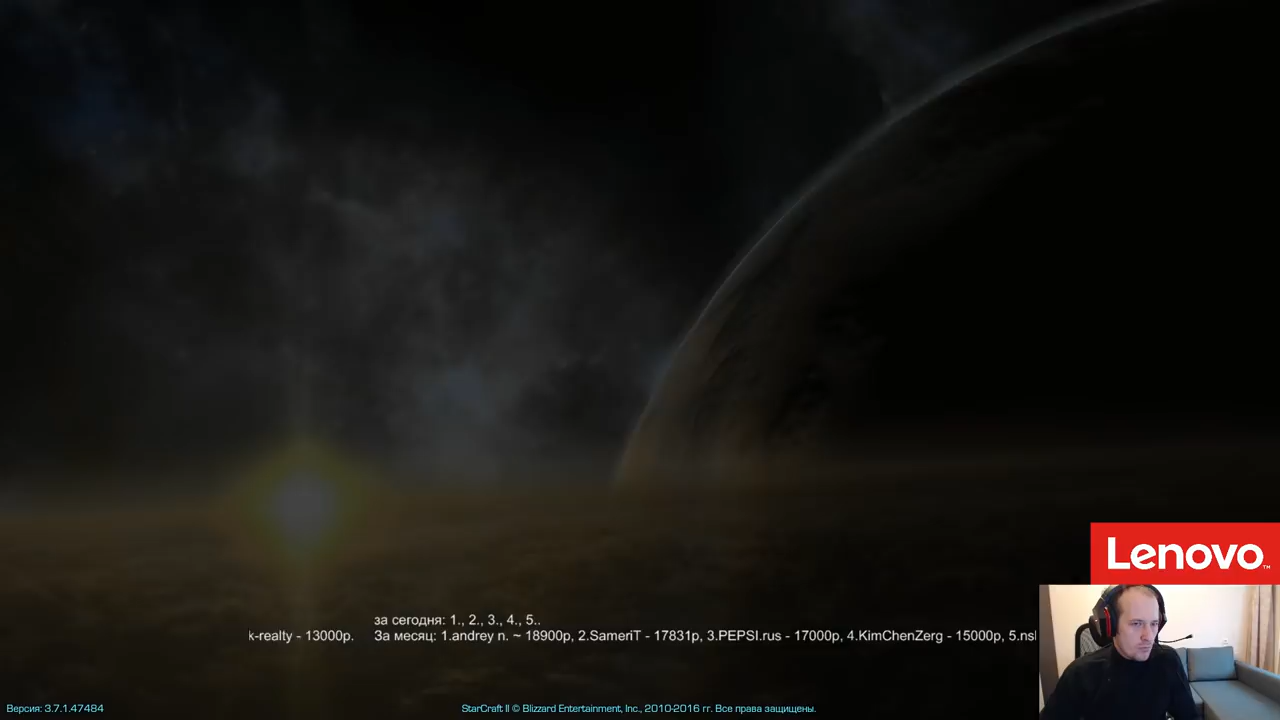 Lenovo™
за сегодня: 1., 2., 3., 4., 5..
k-realty - 13000р. За месяц: 1.andrey n. ~ 18900р, 2.SameriT - 17831р, 3.PEPSI.rus - 17000р, 4.KimChenZerg - 15000р, 5.nsl
Версия: 3.7.1.47484
StarCraft II © Blizzard Entertainment, Inc., 2010-2016 гг. Все права защищены.